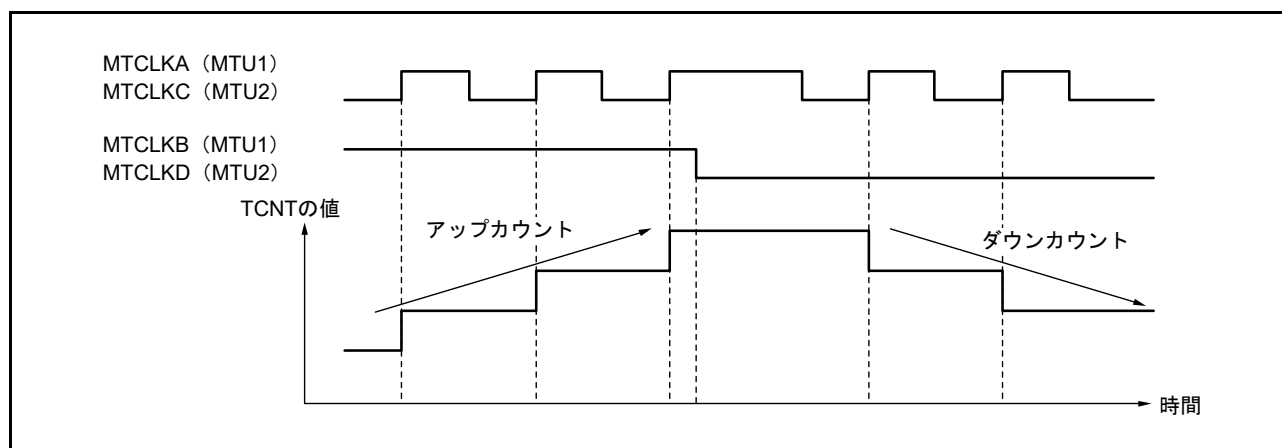 MTCLKA（MTU1）
MTCLKC（MTU2）
MTCLKB（MTU1）
MTCLKD（MTU2）
TCNTの値
アップカウント
ダウンカウント
時間